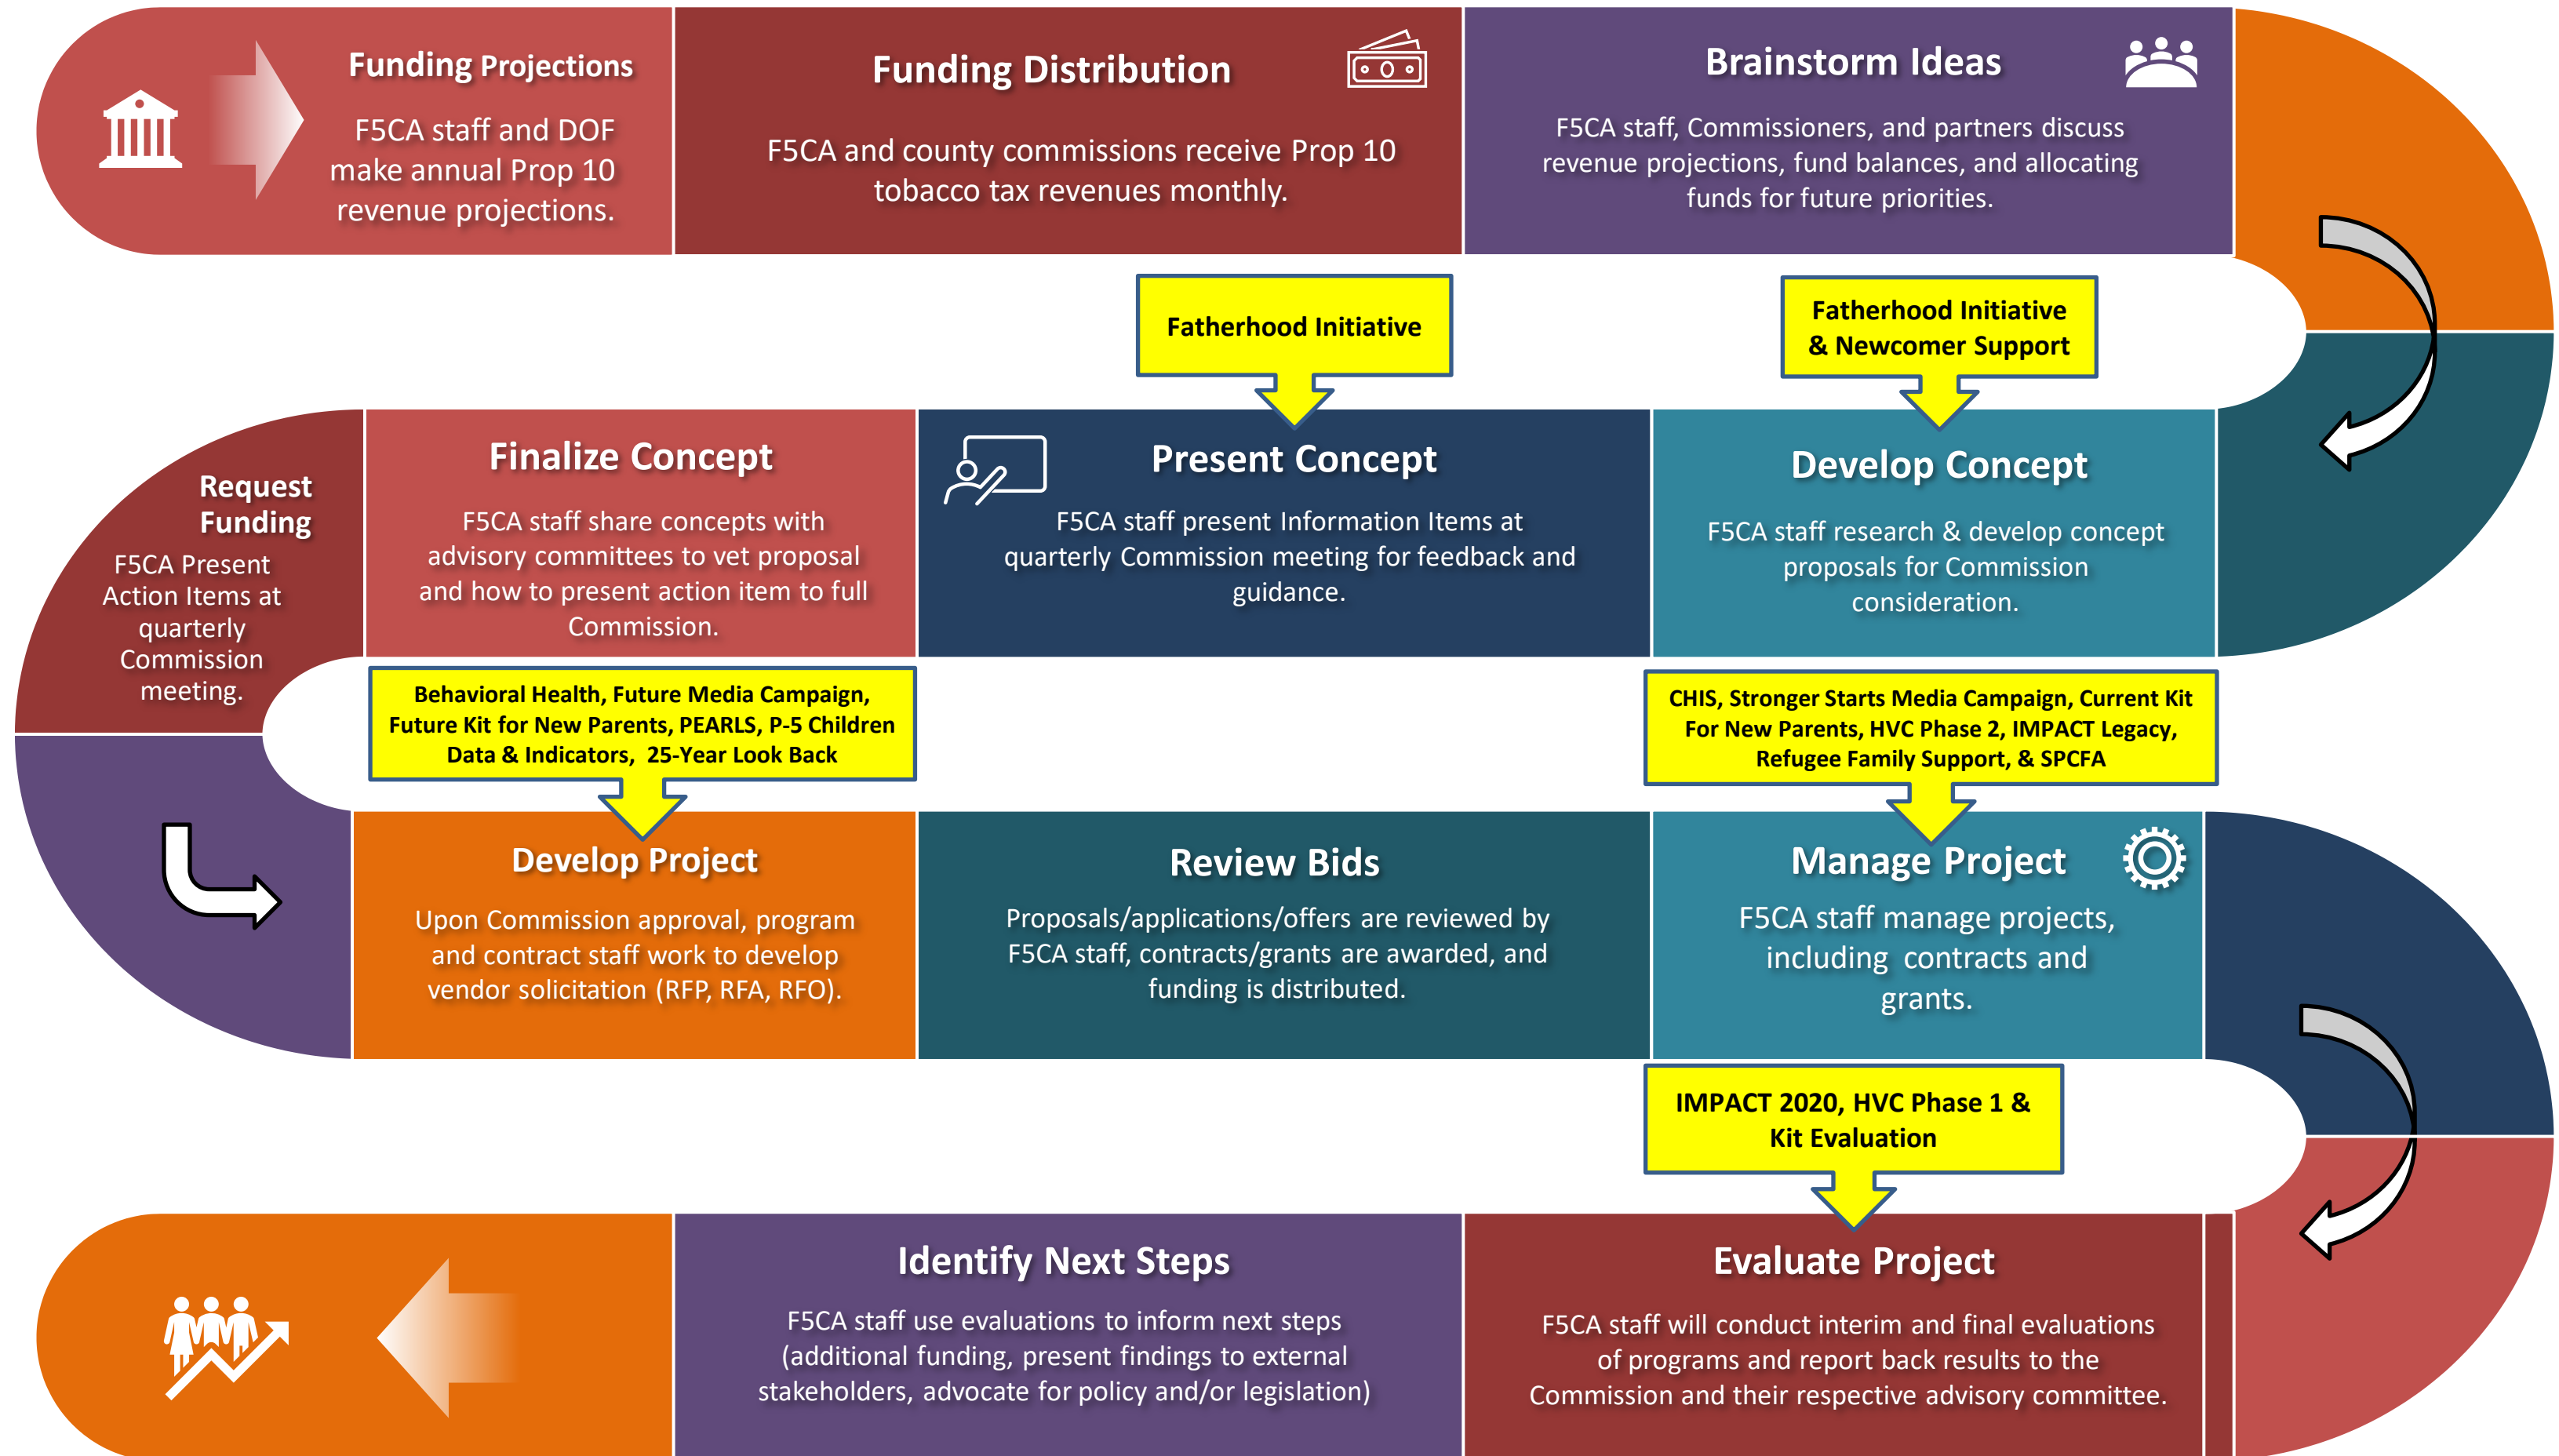 Funding Projections
F5CA staff and DOF
make annual Prop 10
revenue projections.
Funding Distribution
F5CA and county commissions receive Prop 10
tobacco tax revenues monthly.
Brainstorm Ideas
F5CA staff, Commissioners, and partners discuss
revenue projections, fund balances, and allocating
funds for future priorities.
Fatherhood Initiative
& Newcomer Support
Develop Concept
F5CA staff research & develop concept
proposals for Commission
consideration.
Fatherhood Initiative
Present Concept
F5CA staff present Information Items at
quarterly Commission meeting for feedback and
guidance.
Finalize Concept
F5CA staff share concepts with
advisory committees to vet proposal
and how to present action item to full
Commission.
Request
Funding
F5CA Present
Action Items at
quarterly
Commission
meeting.
Behavioral Health, Future Media Campaign,
Future Kit for New Parents, PEARLS, P-5 Children
Data & Indicators, 25-Year Look Back
Develop Project
Upon Commission approval, program
and contract staff work to develop
vendor solicitation (RFP, RFA, RFO).
Review Bids
Proposals/applications/offers are reviewed by
F5CA staff, contracts/grants are awarded, and
funding is distributed.
CHIS, Stronger Starts Media Campaign, Current Kit
For New Parents, HVC Phase 2, IMPACT Legacy,
Refugee Family Support, & SPCFA
Manage Project
F5CA staff manage projects,
including contracts and
grants.
IMPACT 2020, HVC Phase 1 &
Kit Evaluation
Evaluate Project
F5CA staff will conduct interim and final evaluations
of programs and report back results to the
Commission and their respective advisory committee.
Identify Next Steps
F5CA staff use evaluations to inform next steps
(additional funding, present findings to external
stakeholders, advocate for policy and/or legislation)